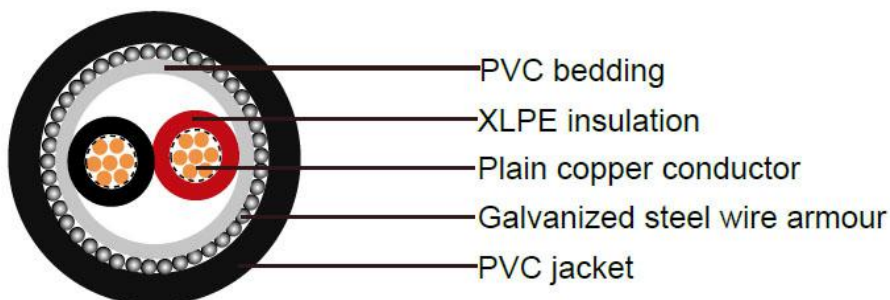 PVC bedding
XLPE insulation
Plain copper conductor
Galvanized steel wire armour
PVC jacket